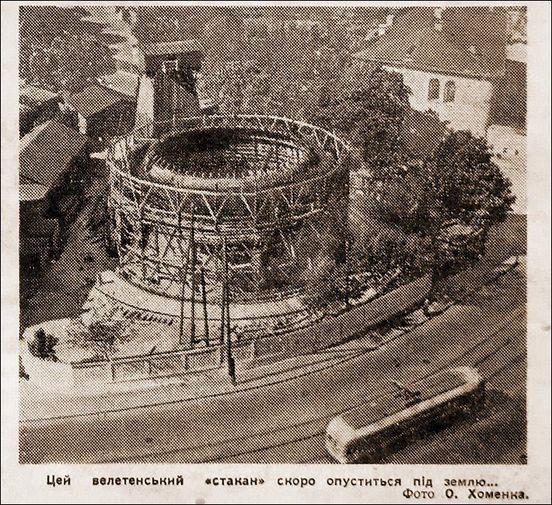 Цей велетенський «стакан» скоро опуститься під землю...
Фото О. Хоменка.